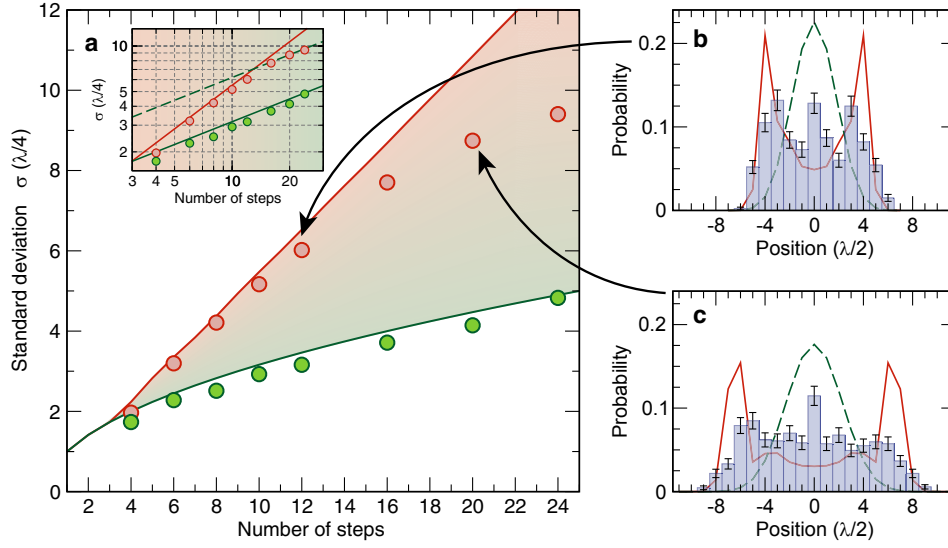 a
12
10
8
6
4
2
0
Standard deviation σ (λ/4)
2 4 6 8 10 12 14 16 18 20 22 24
Number of steps
10
5
4
3
2
σ (λ/4)
3 4 5 10 20
Number of steps
b
0.2
0.1
0
Probability
-8 -4 0 4 8
Position (λ/2)
c
0.2
0.1
0
Probability
-8 -4 0 4 8
Position (λ/2)